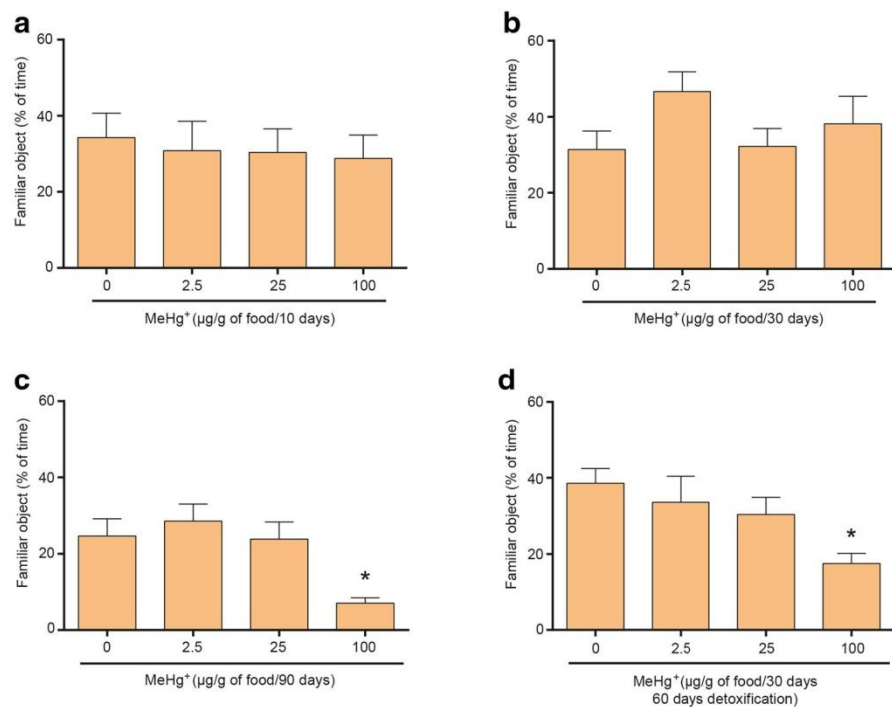 a
60
40
20
0
Familiar object (% of time)
0 2.5 25 100
MeHg⁺ (µg/g of food/10 days)
b
60
40
20
0
Familiar object (% of time)
0 2.5 25 100
MeHg⁺ (µg/g of food/30 days)
c
60
40
20
0
Familiar object (% of time)
*
0 2.5 25 100
MeHg⁺ (µg/g of food/90 days)
d
60
40
20
0
Familiar object (% of time)
*
0 2.5 25 100
MeHg⁺ (µg/g of food/30 days
60 days detoxification)